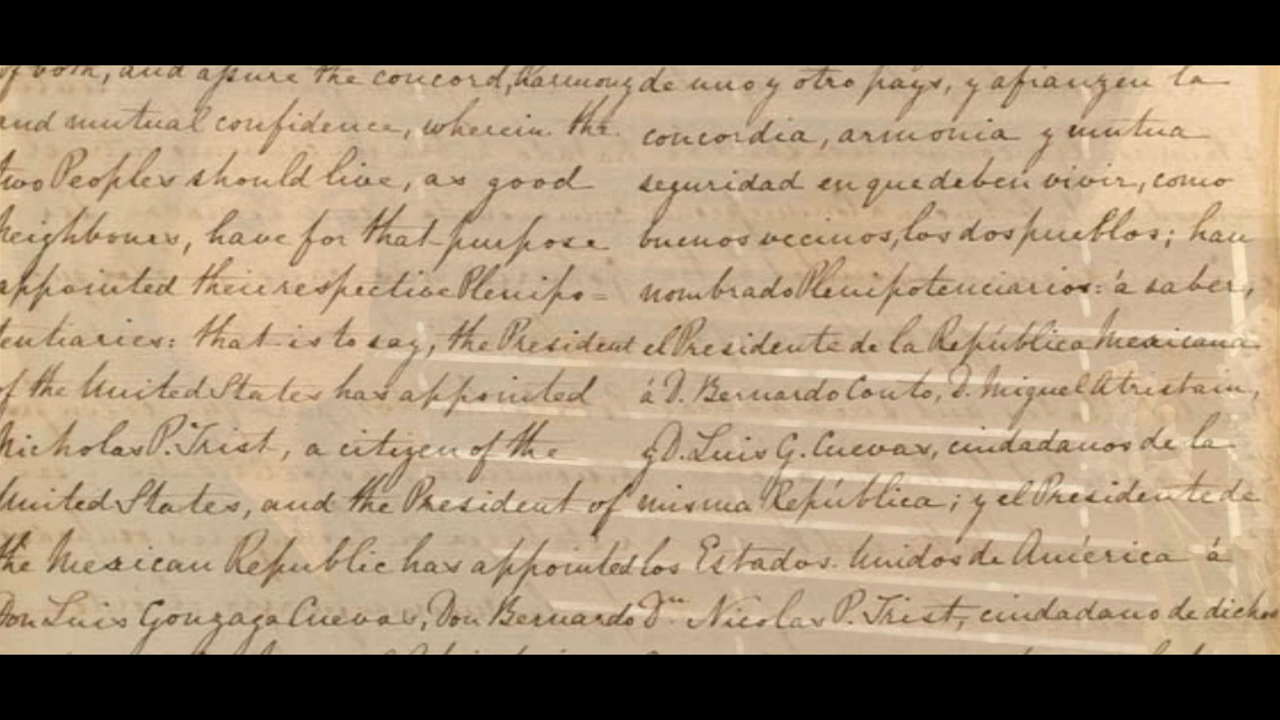 of both, and assure the concord, harmony
and mutual confidence, wherein the
two Peoples should live, as good
neighbours, have for that purpose
appointed their respective Plenipo=
tentiaries: that is to say, the President
of the United States has appointed
Nicholas P. Trist, a citizen of the
United States, and the President of
the Mexican Republic has appointed
Don Luis Gonzaga Cuevas, Don Bernardo
de uno y otro pays, y afianzen la
concordia, armonia y mutua
seguridad en que deben vivir, como
buenos vecinos, los dos pueblos; han
nombrado Plenipotenciarios: á saber,
el Presidente de la República Mexicana
á D. Bernardo Couto, D. Miguel Atristain,
y D. Luis G. Cuevas, ciudadanos de la
misma República; y el Presidente de
los Estados Unidos de América á
Dⁿ Nicolas P. Trist, ciudadano de dichos